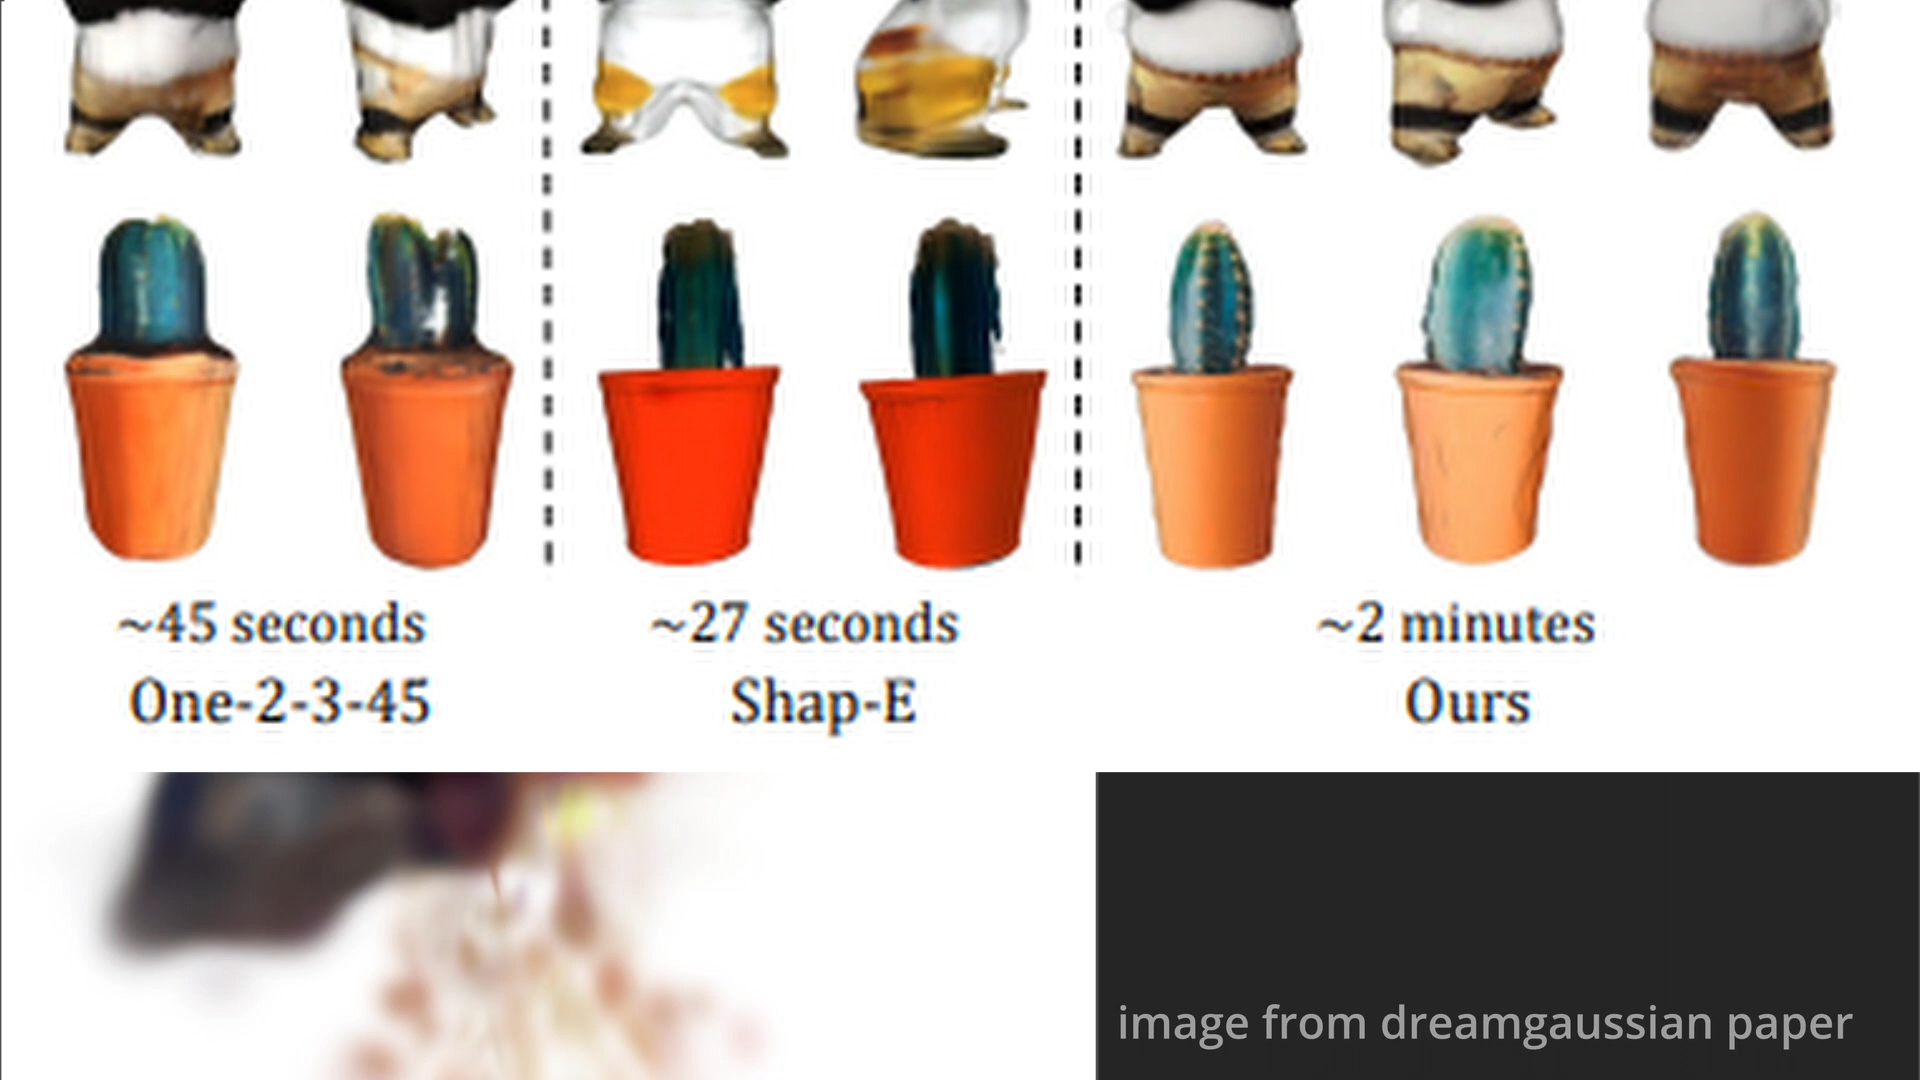 ~45 seconds
One-2-3-45
~27 seconds
Shap-E
~2 minutes
Ours
image from dreamgaussian paper